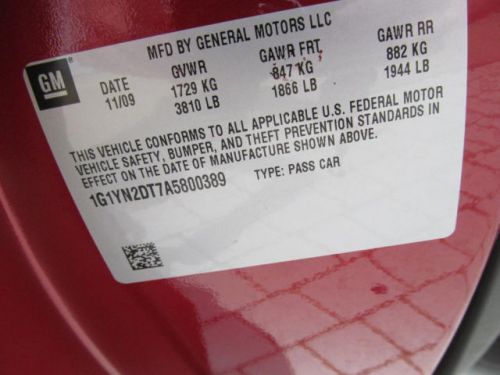 GM
MFD BY GENERAL MOTORS LLC
DATE GVWR GAWR FRT GAWR RR
11/09 1729 KG 847 KG 882 KG
3810 LB 1866 LB 1944 LB
THIS VEHICLE CONFORMS TO ALL APPLICABLE U.S. FEDERAL MOTOR
VEHICLE SAFETY, BUMPER, AND THEFT PREVENTION STANDARDS IN
EFFECT ON THE DATE OF MANUFACTURE SHOWN ABOVE.
1G1YN2DT7A5800389 TYPE: PASS CAR